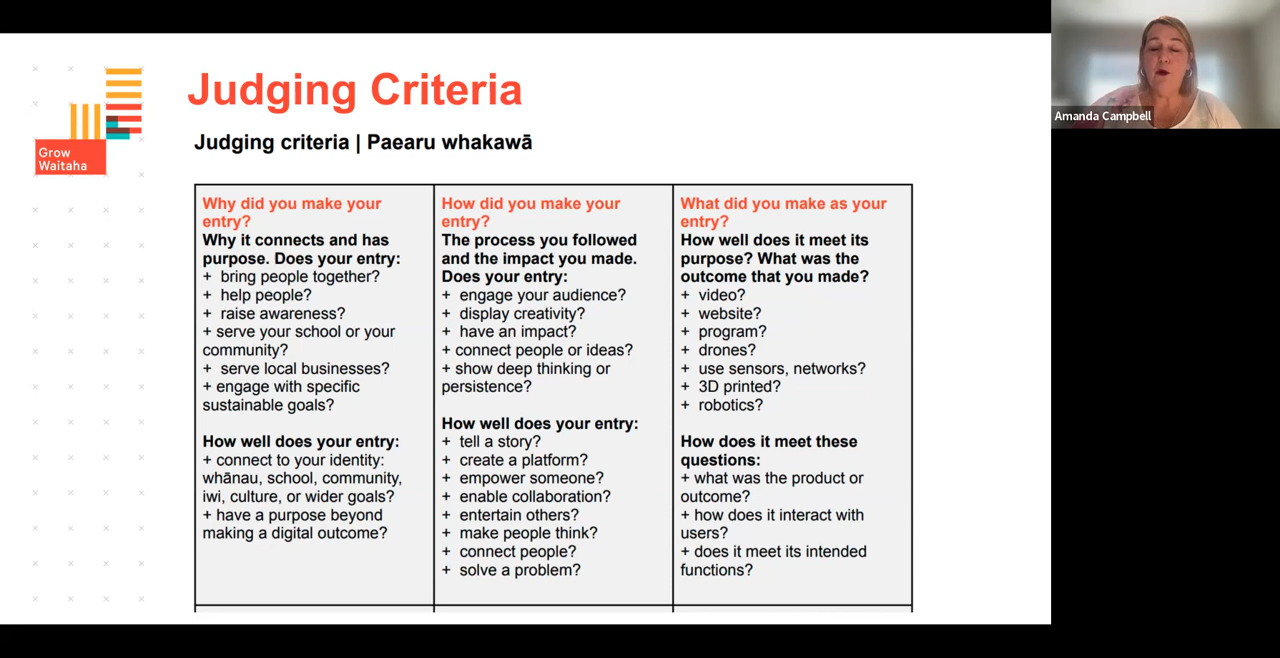 Judging Criteria
Judging criteria | Paearu whakawā
Grow
Waitaha
Why did you make your
entry?
Why it connects and has
purpose. Does your entry:
+ bring people together?
+ help people?
+ raise awareness?
+ serve your school or your
community?
+ serve local businesses?
+ engage with specific
sustainable goals?
How well does your entry:
+ connect to your identity:
whānau, school, community,
iwi, culture, or wider goals?
+ have a purpose beyond
making a digital outcome?
How did you make your
entry?
The process you followed
and the impact you made.
Does your entry:
+ engage your audience?
+ display creativity?
+ have an impact?
+ connect people or ideas?
+ show deep thinking or
persistence?
How well does your entry:
+ tell a story?
+ create a platform?
+ empower someone?
+ enable collaboration?
+ entertain others?
+ make people think?
+ connect people?
+ solve a problem?
What did you make as your
entry?
How well does it meet its
purpose? What was the
outcome that you made?
+ video?
+ website?
+ program?
+ drones?
+ use sensors, networks?
+ 3D printed?
+ robotics?
How does it meet these
questions:
+ what was the product or
outcome?
+ how does it interact with
users?
+ does it meet its intended
functions?
Amanda Campbell